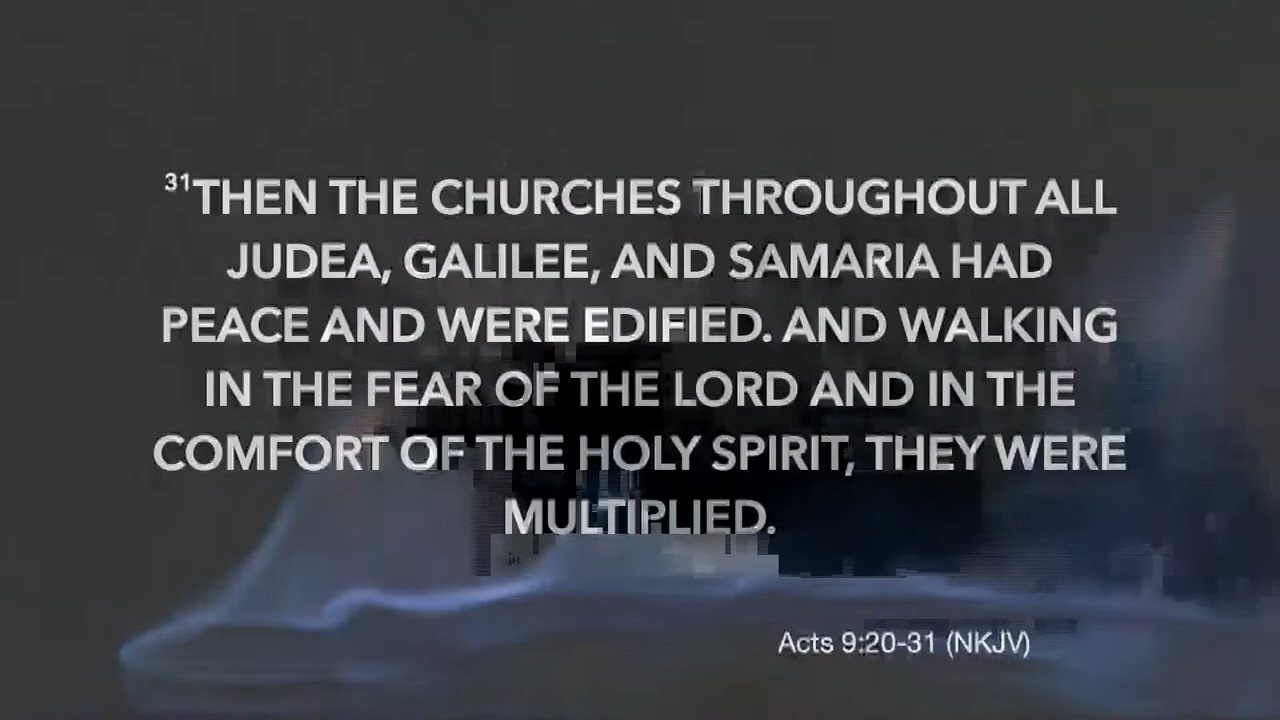 ³¹THEN THE CHURCHES THROUGHOUT ALL
JUDEA, GALILEE, AND SAMARIA HAD
PEACE AND WERE EDIFIED. AND WALKING
IN THE FEAR OF THE LORD AND IN THE
COMFORT OF THE HOLY SPIRIT, THEY WERE
MULTIPLIED.
Acts 9:20-31 (NKJV)